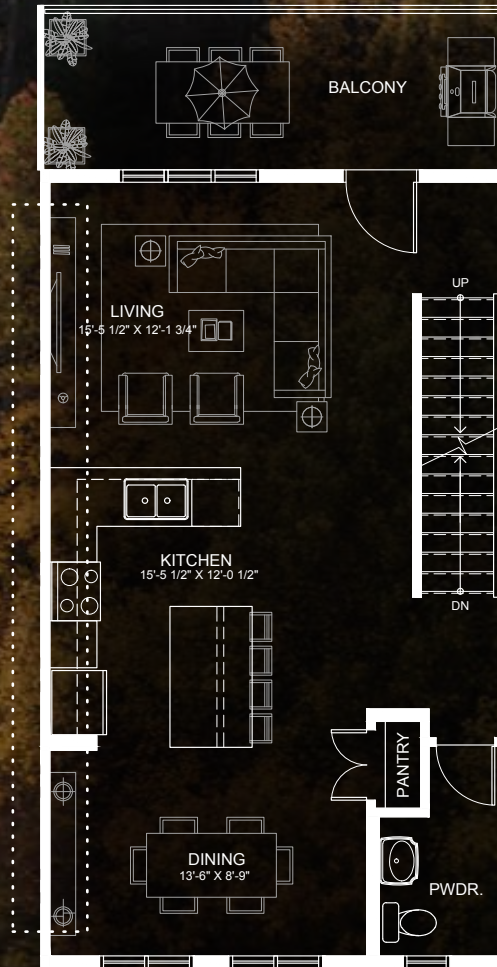 BALCONY
UP
LIVING
15'-5 1/2" X 12'-1 3/4"
KITCHEN
15'-5 1/2" X 12'-0 1/2"
DN
PANTRY
DINING
13'-6" X 8'-9"
PWDR.